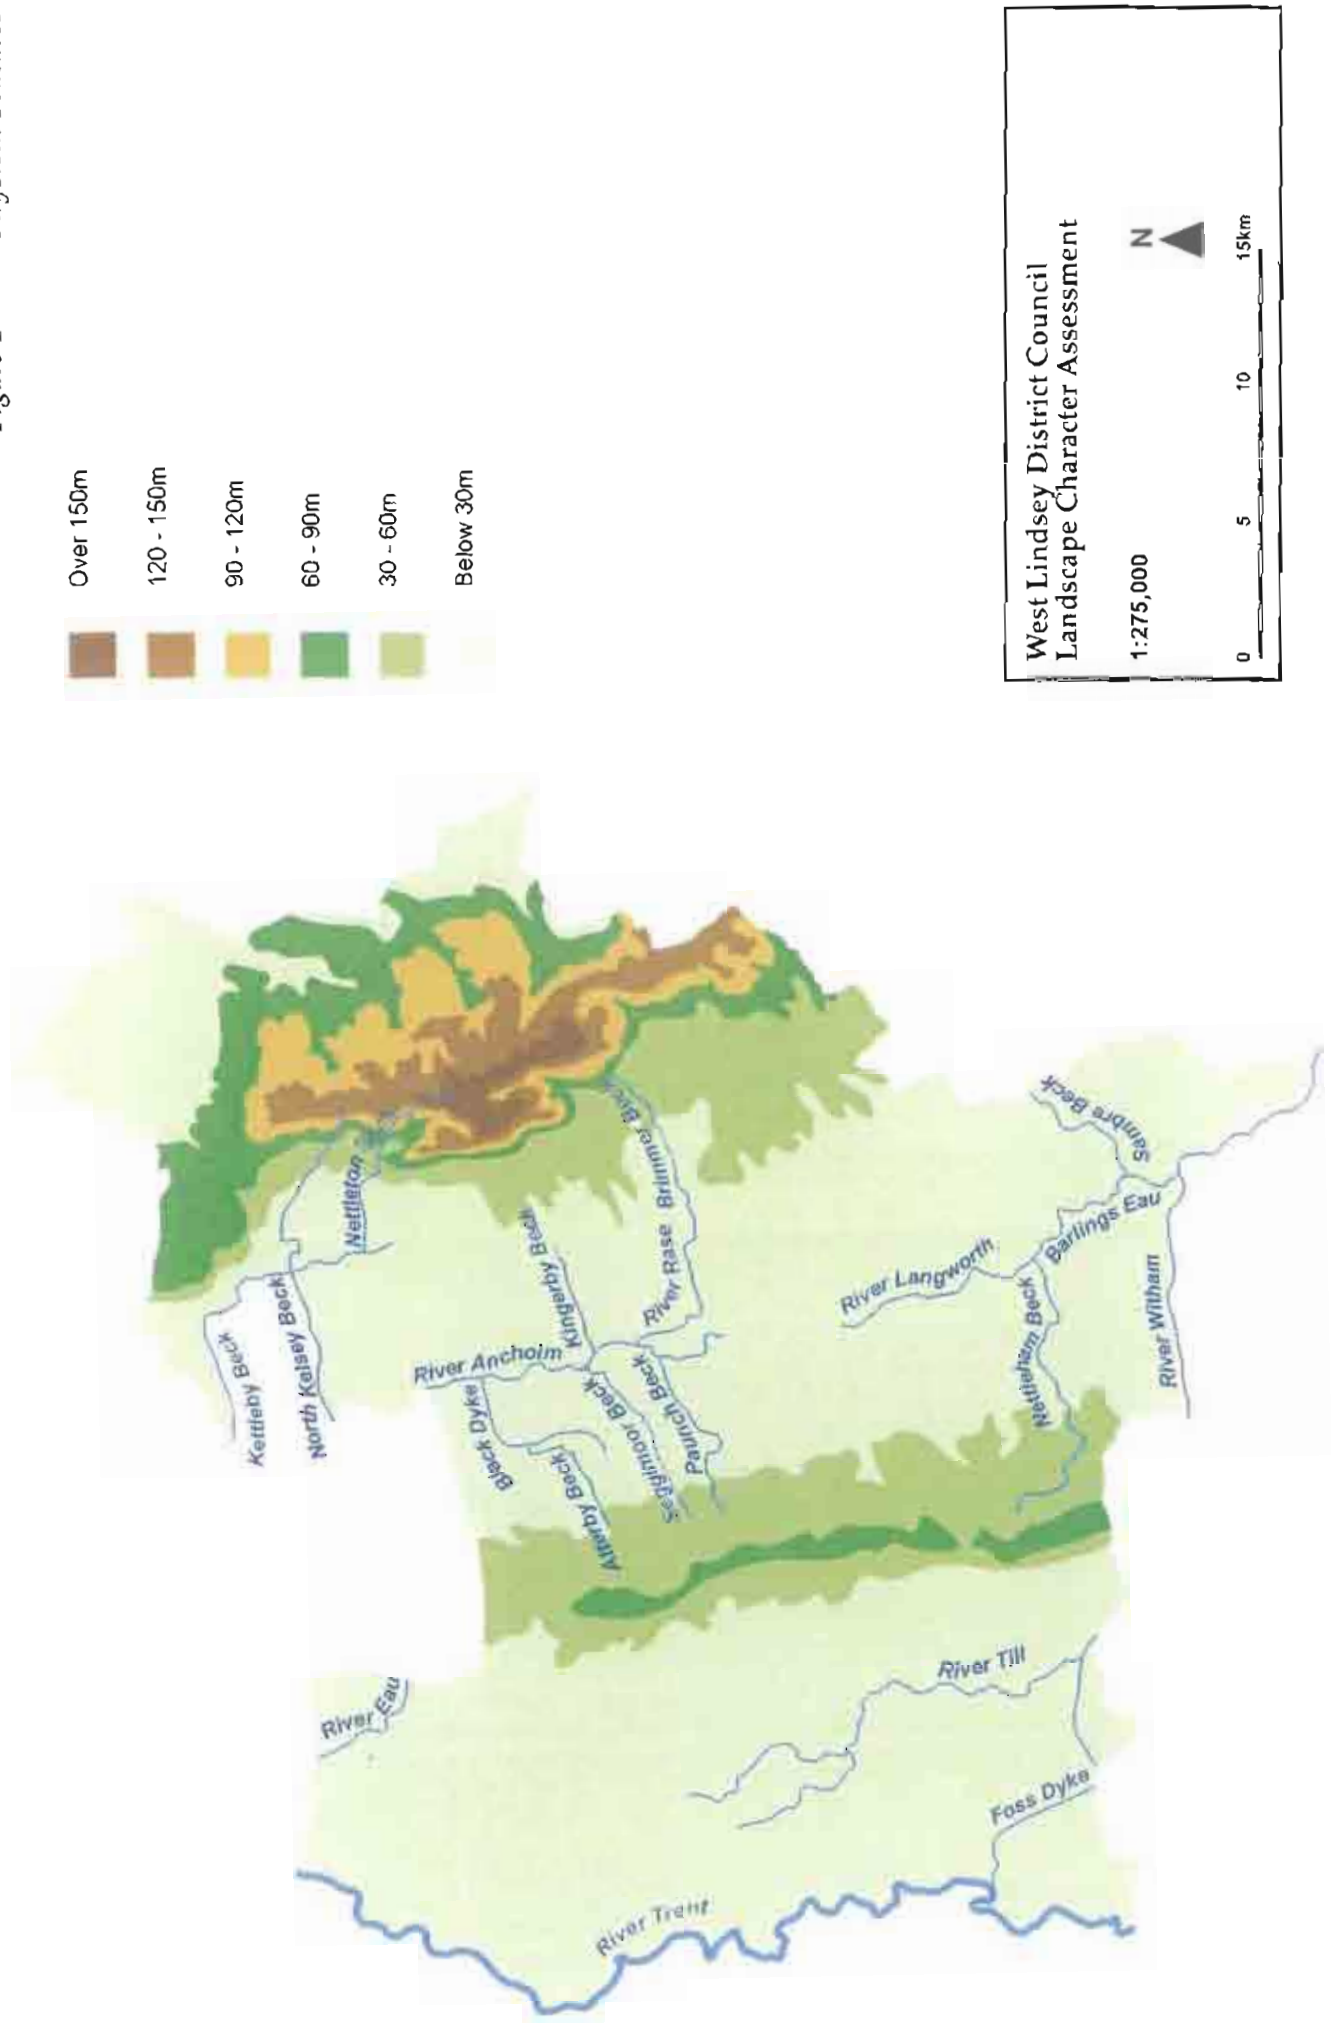 Over 150m
120 - 150m
90 - 120m
60 - 90m
30 - 60m
Below 30m
Kettleby Beck
North Kelsey Beck
Nettleton
River Ancholm
Kingerby Beck
Black Dyke
Atterby Beck
Seggimoor Beck
Paunch Beck
River Rase
Brimmer Beck
River Langworth
Nettleham Beck
Barlings Eau
Sambre Beck
River Witham
River Eau
River Till
Foss Dyke
River Trent
West Lindsey District Council
Landscape Character Assessment
1:275,000
N
0 5 10 15km